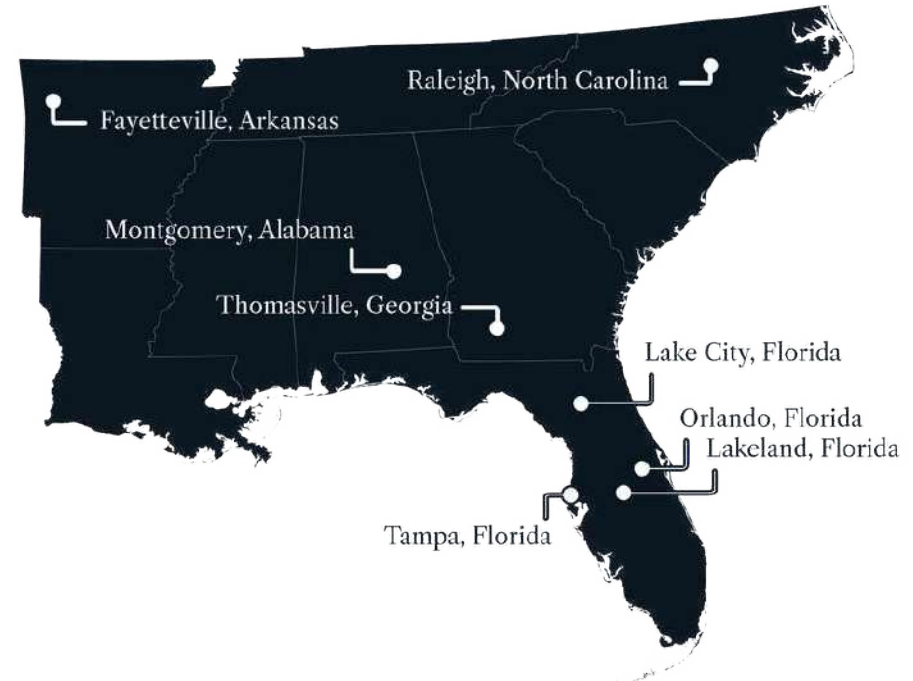 Raleigh, North Carolina
Fayetteville, Arkansas
Montgomery, Alabama
Thomasville, Georgia
Lake City, Florida
Orlando, Florida
Lakeland, Florida
Tampa, Florida